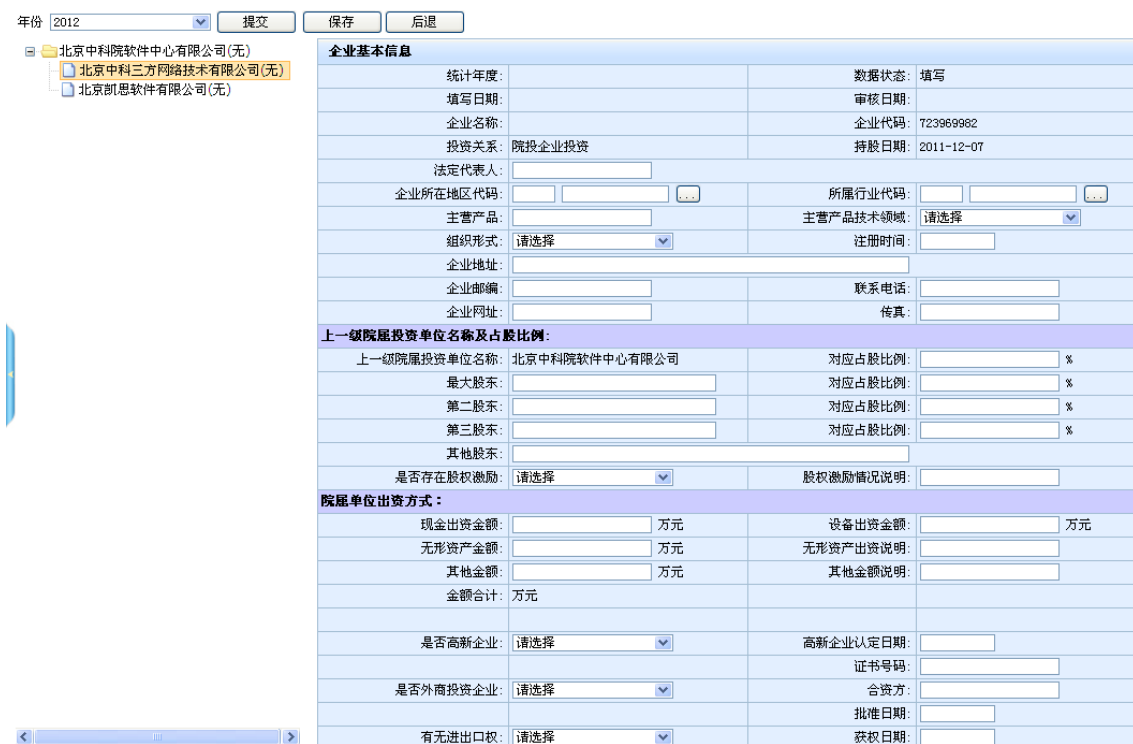 年份 2012 提交 保存 后退
北京中科院软件中心有限公司(无)
北京中科三方网络技术有限公司(无)
北京凯思软件有限公司(无)
企业基本信息
统计年度: 数据状态: 填写
填写日期: 审核日期:
企业名称: 企业代码: 723969982
投资关系: 院投企业投资 持股日期: 2011-12-07
法定代表人:
企业所在地区代码: ... 所属行业代码: ...
主营产品: 主营产品技术领域: 请选择
组织形式: 请选择 注册时间:
企业地址:
企业邮编: 联系电话:
企业网址: 传真:
上一级院属投资单位名称及占股比例:
上一级院属投资单位名称: 北京中科院软件中心有限公司 对应占股比例: %
最大股东: 对应占股比例: %
第二股东: 对应占股比例: %
第三股东: 对应占股比例: %
其他股东:
是否存在股权激励: 请选择 股权激励情况说明:
院属单位出资方式：
现金出资金额: 万元 设备出资金额: 万元
无形资产金额: 万元 无形资产出资说明:
其他金额: 万元 其他金额说明:
金额合计: 万元
是否高新企业: 请选择 高新企业认定日期:
证书号码:
是否外商投资企业: 请选择 合资方:
批准日期:
有无进出口权: 请选择 获权日期: